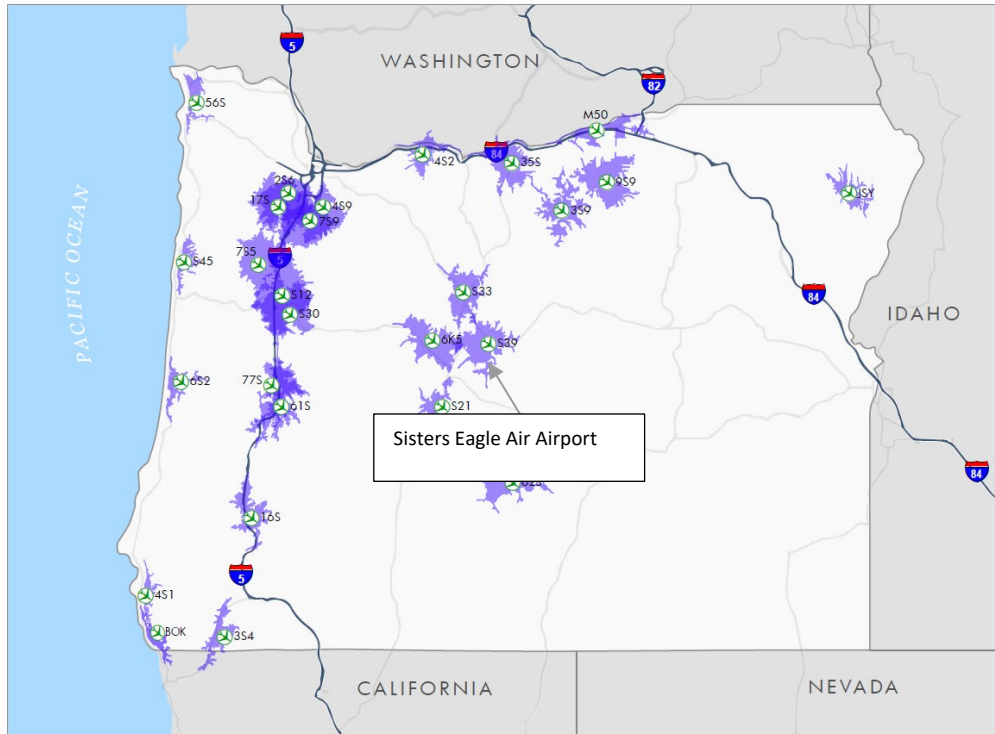 5
WASHINGTON
82
56S
M50
84
4S2
35S
9S9
JSY
2S6
17S
4S9
3S9
7S9
PACIFIC OCEAN
7S5
5
S45
S12
S33
84
S30
IDAHO
6K5
S39
6S2
77S
61S
S21
Sisters Eagle Air Airport
84
16S
5
4S1
BOK
3S4
CALIFORNIA
NEVADA